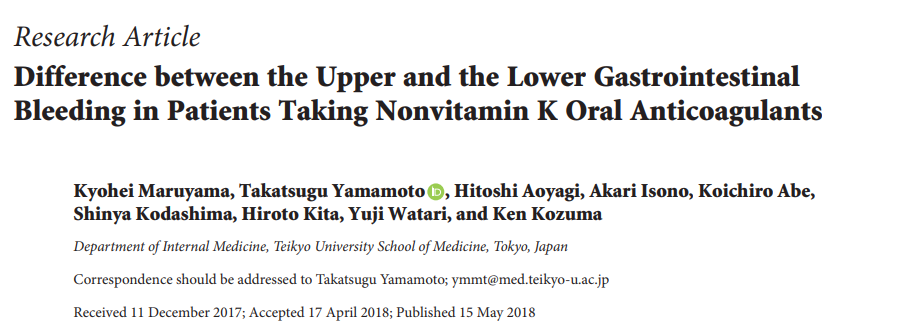 Research Article
Difference between the Upper and the Lower Gastrointestinal
Bleeding in Patients Taking Nonvitamin K Oral Anticoagulants
Kyohei Maruyama, Takatsugu Yamamoto iD, Hitoshi Aoyagi, Akari Isono, Koichiro Abe,
Shinya Kodashima, Hiroto Kita, Yuji Watari, and Ken Kozuma
Department of Internal Medicine, Teikyo University School of Medicine, Tokyo, Japan
Correspondence should be addressed to Takatsugu Yamamoto; ymmt@med.teikyo-u.ac.jp
Received 11 December 2017; Accepted 17 April 2018; Published 15 May 2018